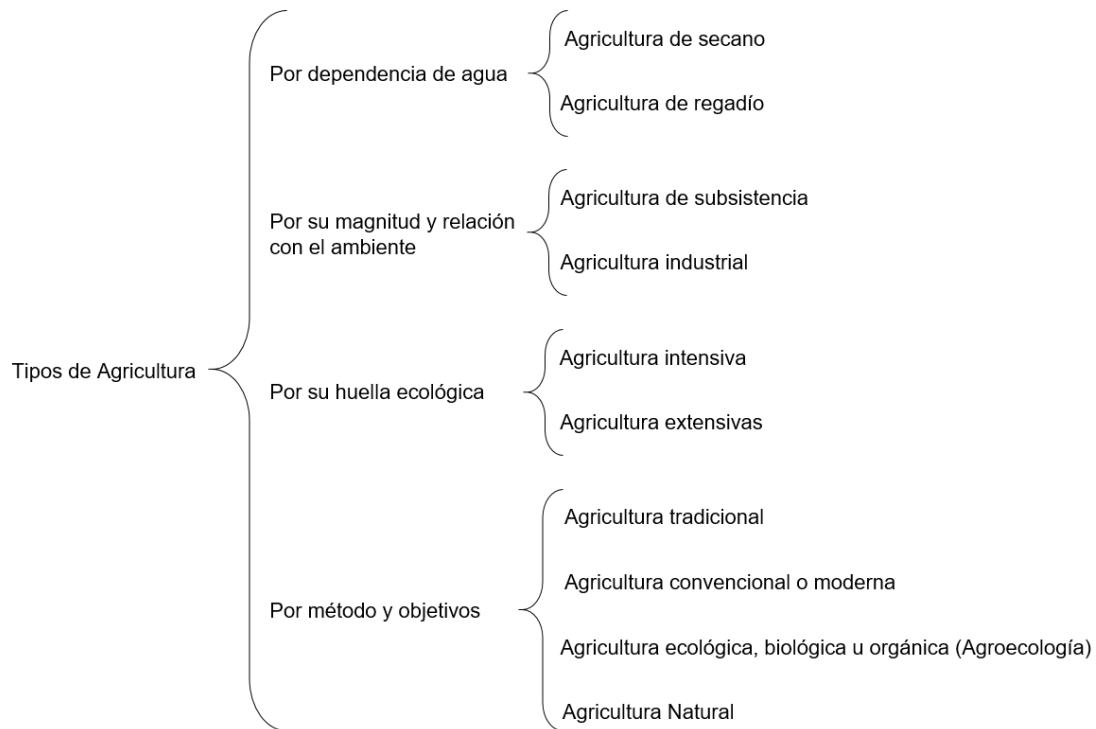 Tipos de Agricultura
Por dependencia de agua
Agricultura de secano
Agricultura de regadío
Por su magnitud y relación
con el ambiente
Agricultura de subsistencia
Agricultura industrial
Por su huella ecológica
Agricultura intensiva
Agricultura extensivas
Por método y objetivos
Agricultura tradicional
Agricultura convencional o moderna
Agricultura ecológica, biológica u orgánica (Agroecología)
Agricultura Natural